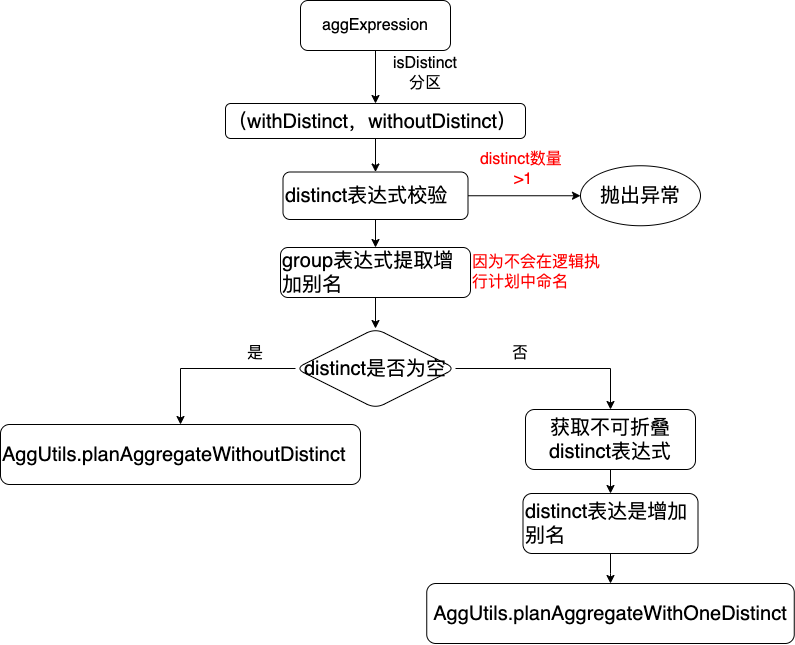 aggExpression
isDistinct
分区
（withDistinct，withoutDistinct）
distinct表达式校验
distinct数量
>1
抛出异常
group表达式提取增
加别名
因为不会在逻辑执
行计划中命名
distinct是否为空
是
否
AggUtils.planAggregateWithoutDistinct
获取不可折叠
distinct表达式
distinct表达是增加
别名
AggUtils.planAggregateWithOneDistinct